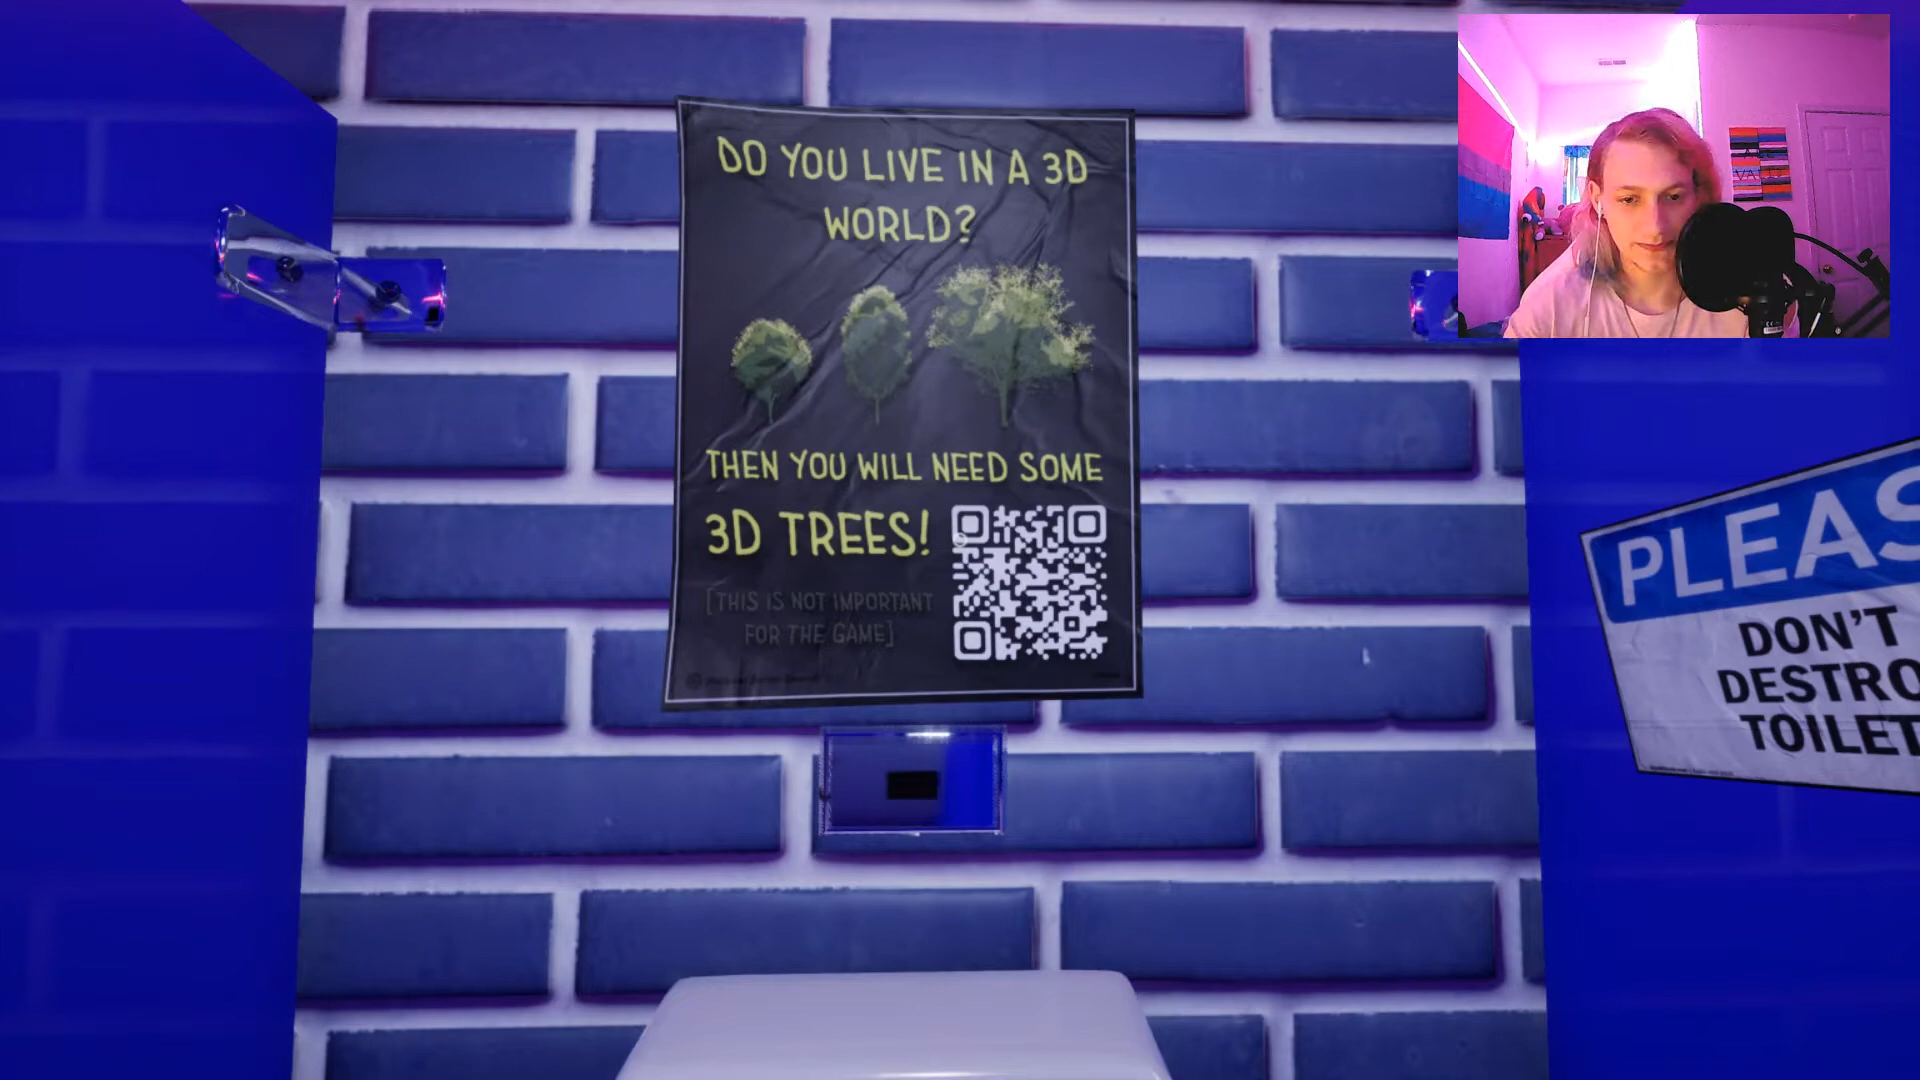 DO YOU LIVE IN A 3D
WORLD?
THEN YOU WILL NEED SOME
3D TREES!
[THIS IS NOT IMPORTANT
FOR THE GAME]
PLEAS
DON'T
DESTRO
TOILET